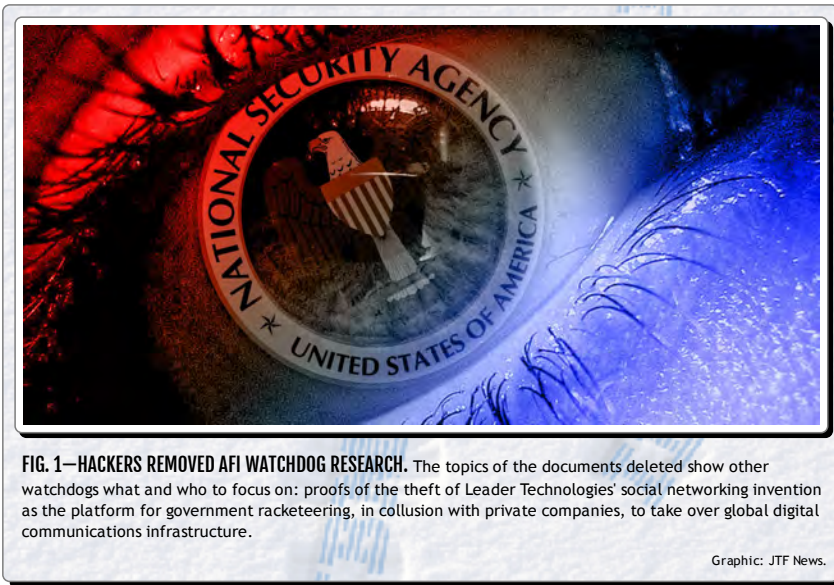 NATIONAL SECURITY AGENCY
UNITED STATES OF AMERICA
FIG. 1—HACKERS REMOVED AFI WATCHDOG RESEARCH. The topics of the documents deleted show other
watchdogs what and who to focus on: proofs of the theft of Leader Technologies' social networking invention
as the platform for government racketeering, in collusion with private companies, to take over global digital
communications infrastructure.
Graphic: JTF News.